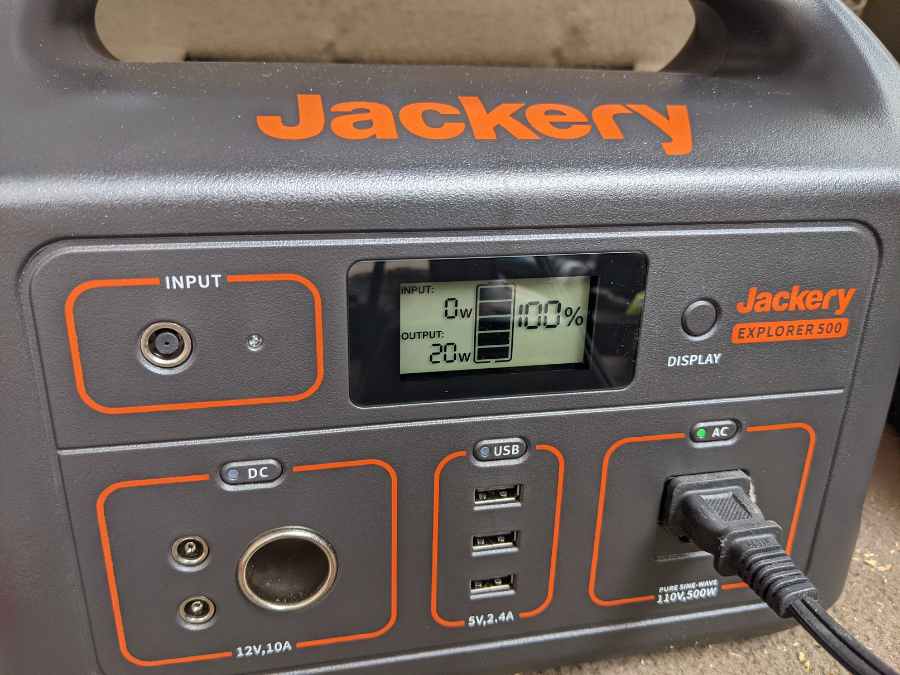 Jackery
INPUT
INPUT:
0W
OUTPUT:
20W
100%
DISPLAY
Jackery
EXPLORER 500
DC
12V,10A
USB
5V,2.4A
AC
PURE SINE-WAVE
110V,500W